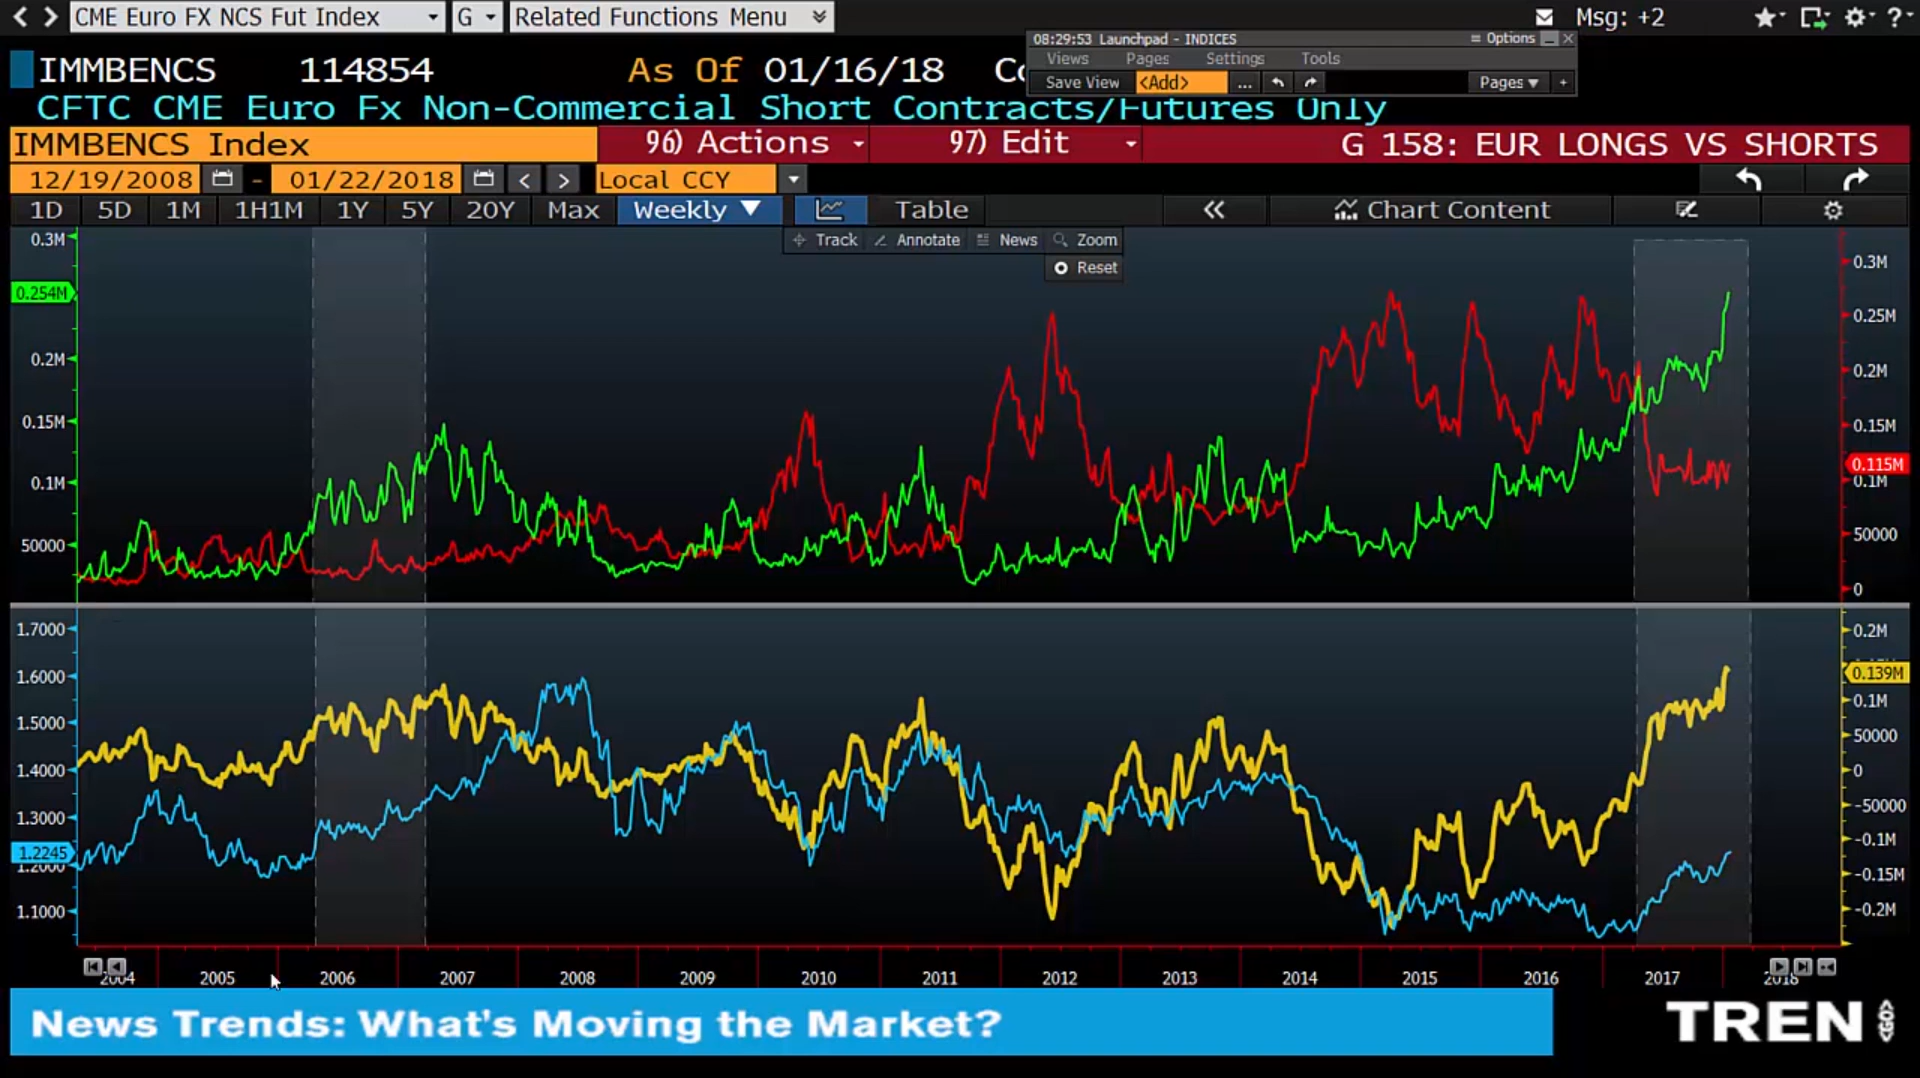 CME Euro FX NCS Fut Index G Related Functions Menu Msg: +2 ?
08:29:53 Launchpad - INDICES Options
Views Pages Settings Tools
Save View <Add> ... Pages +
IMMBENCS 114854 As Of 01/16/18 Co
CFTC CME Euro Fx Non-Commercial Short Contracts/Futures Only
IMMBENCS Index 96) Actions 97) Edit G 158: EUR LONGS VS SHORTS
12/19/2008 - 01/22/2018 Local CCY
1D 5D 1M 1H1M 1Y 5Y 20Y Max Weekly Table Chart Content
Track Annotate News Zoom
Reset
0.3M
0.254M
0.2M
0.15M
0.1M
50000
0.3M
0.25M
0.2M
0.15M
0.115M
0.1M
50000
0
1.7000
1.6000
1.5000
1.4000
1.3000
1.2245
1.2000
1.1000
0.2M
0.139M
0.1M
50000
0
-50000
-0.1M
-0.15M
-0.2M
2004 2005 2006 2007 2008 2009 2010 2011 2012 2013 2014 2015 2016 2017 2018
News Trends: What's Moving the Market?
TREN
GO